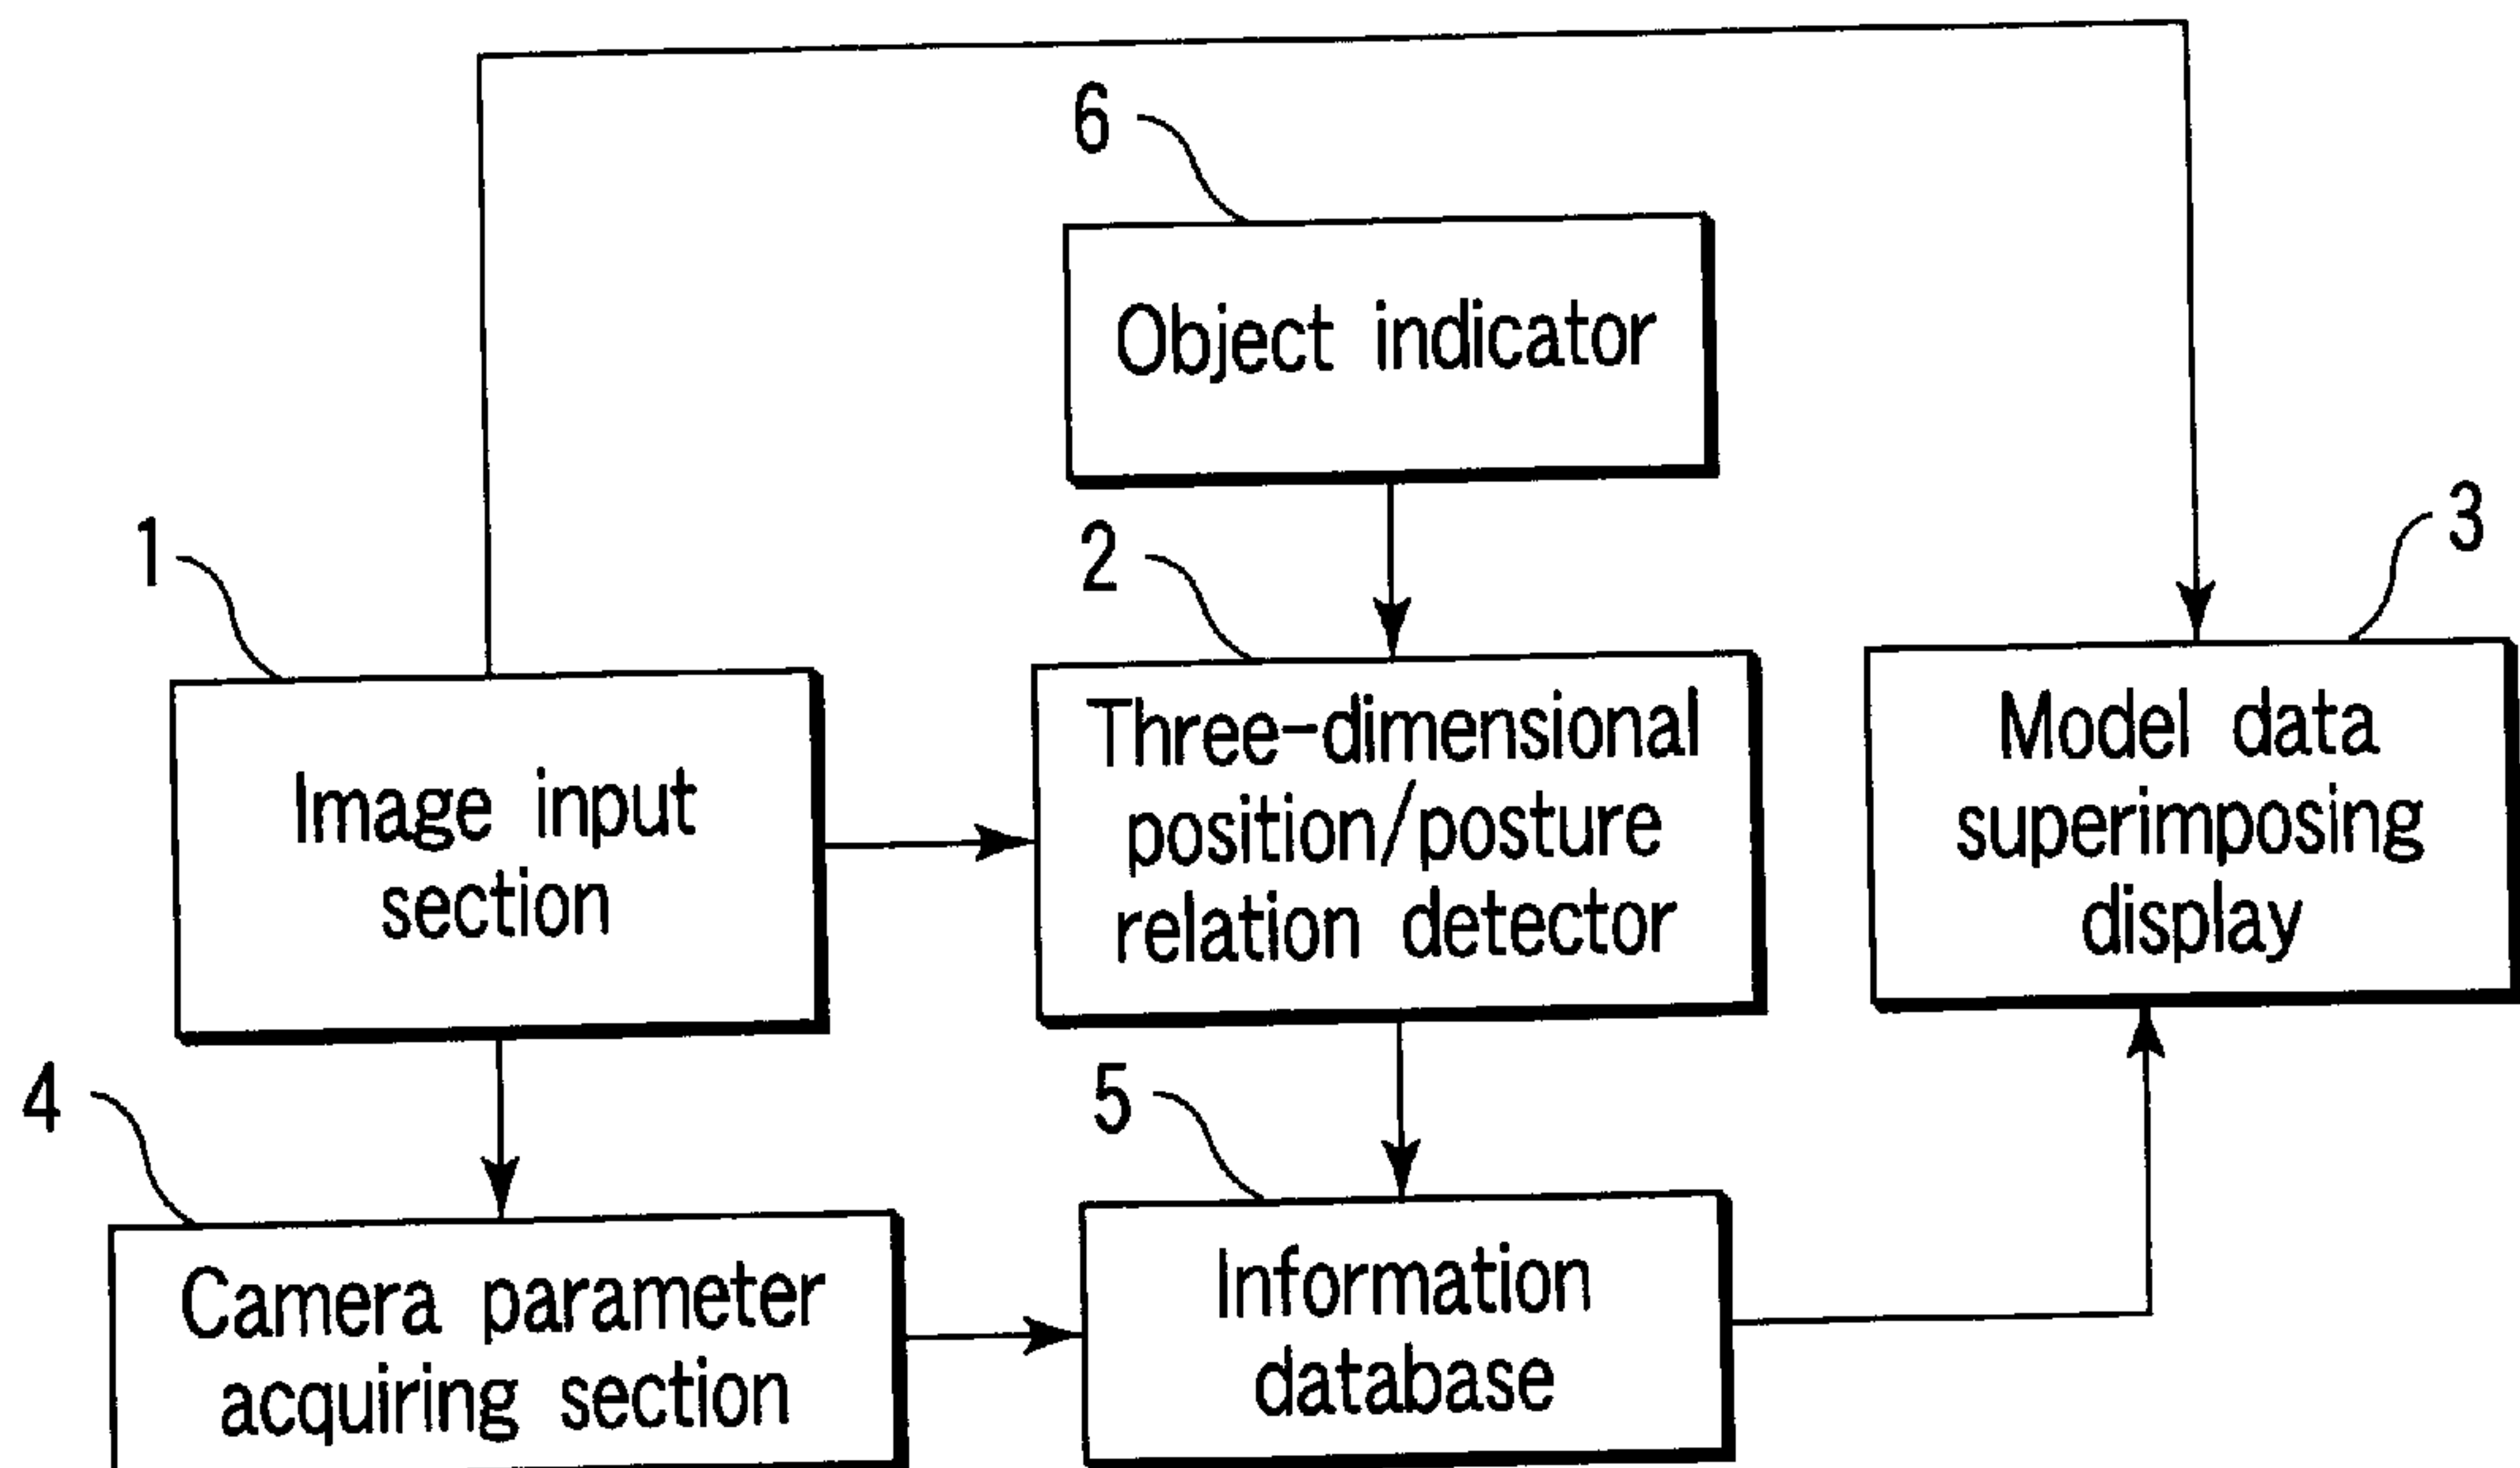 6
Object indicator
1
2
3
Image input
section
Three-dimensional
position/posture
relation detector
Model data
superimposing
display
4
5
Camera parameter
acquiring section
Information
database